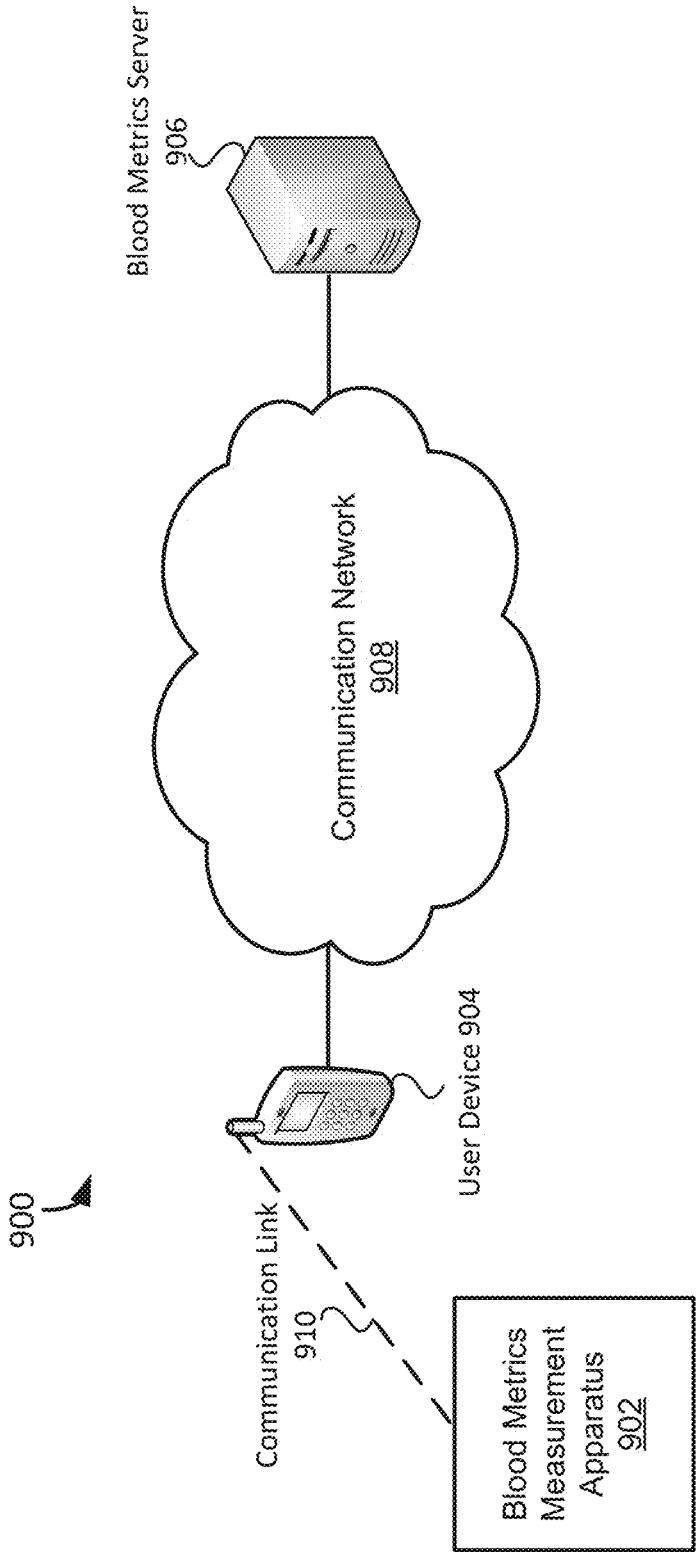 900
Communication Link
910
Blood Metrics
Measurement
Apparatus
902
User Device 904
Communication Network
908
Blood Metrics Server
906